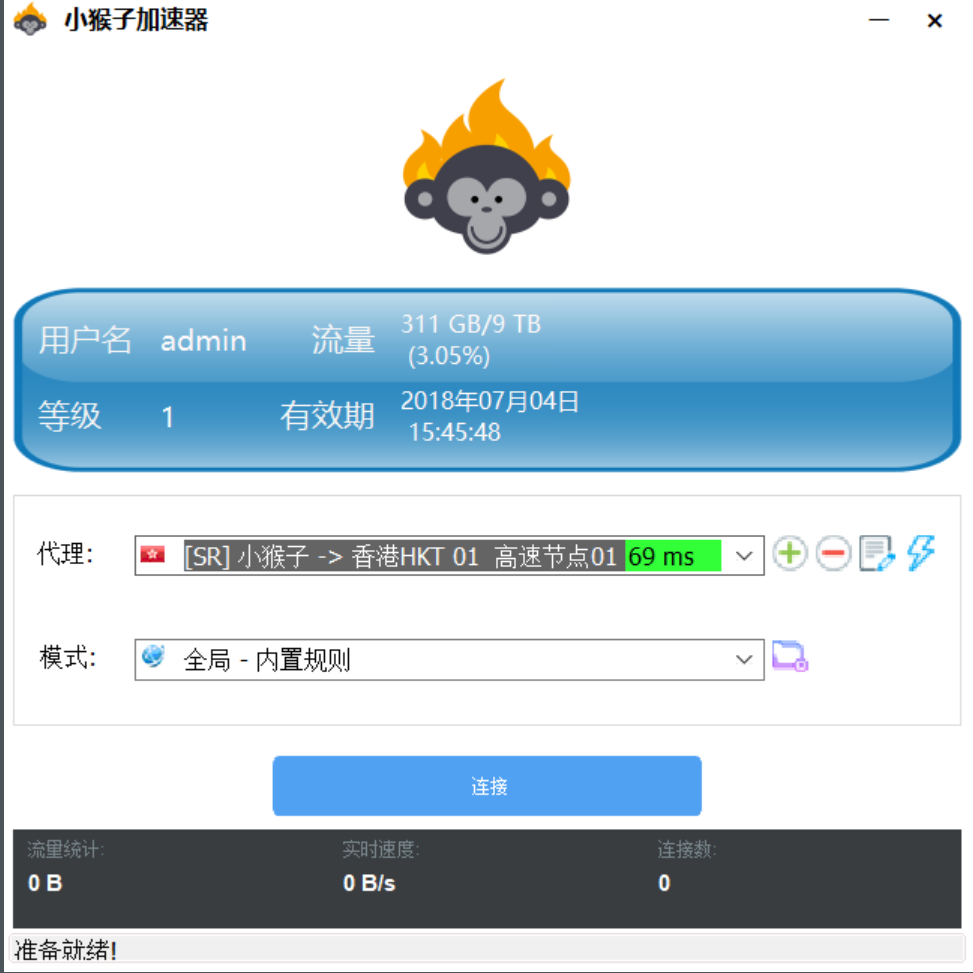 小猴子加速器
用户名 admin 流量 311 GB/9 TB
(3.05%)
等级 1 有效期 2018年07月04日
15:45:48
代理: [SR] 小猴子 -> 香港HKT 01 高速节点01 69 ms
模式: 全局 - 内置规则
连接
流量统计: 实时速度: 连接数:
0 B 0 B/s 0
准备就绪!